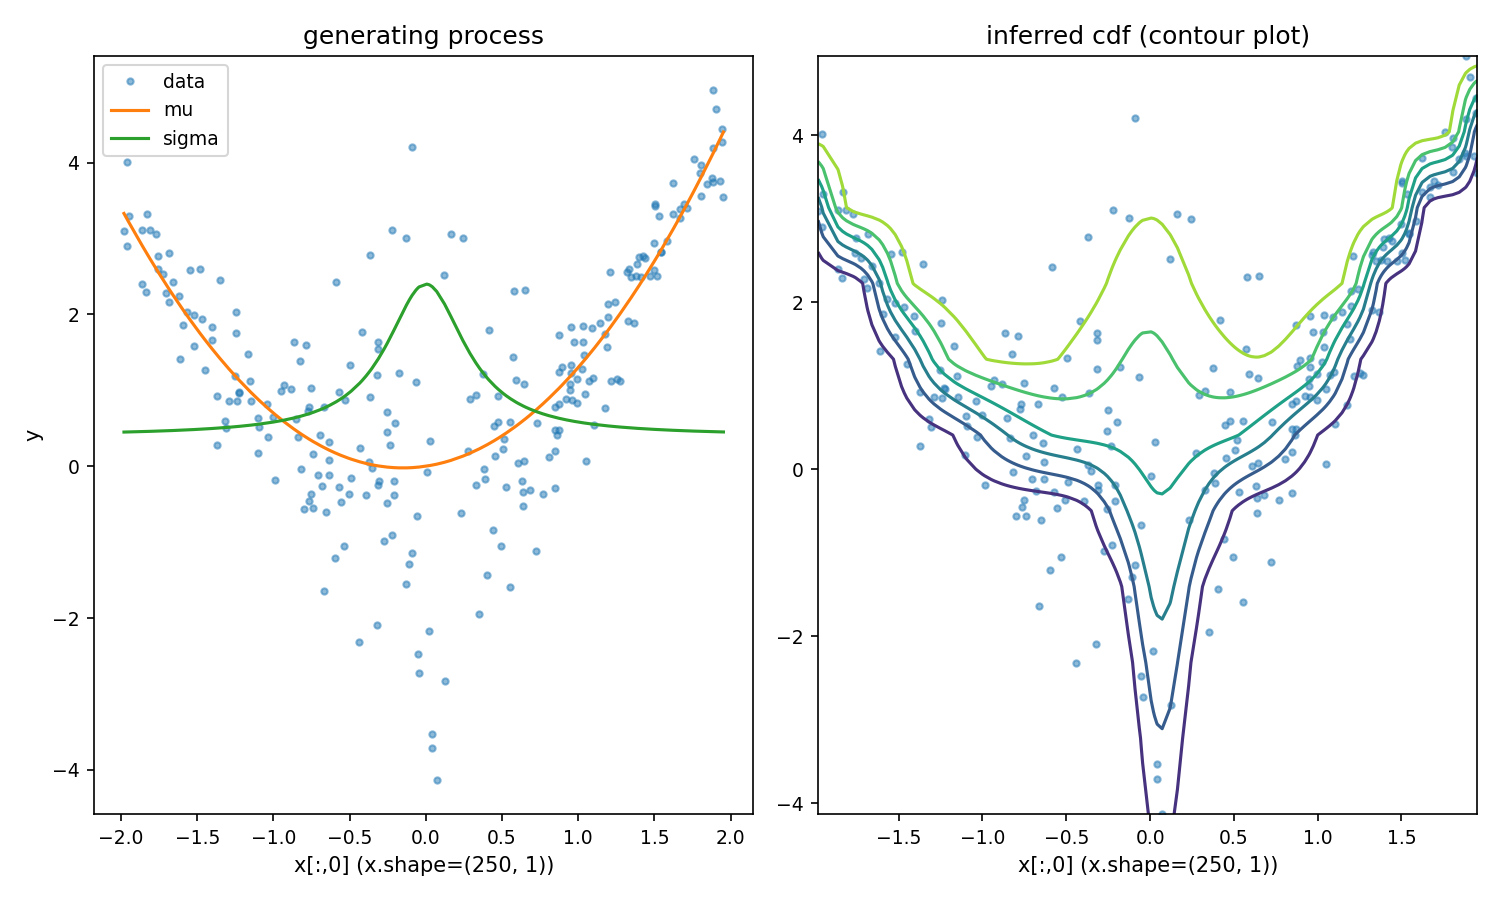 generating process
data
mu
sigma
y
4
2
0
−2
−4
−2.0 −1.5 −1.0 −0.5 0.0 0.5 1.0 1.5 2.0
x[:,0] (x.shape=(250, 1))
inferred cdf (contour plot)
4
2
0
−2
−4
−1.5 −1.0 −0.5 0.0 0.5 1.0 1.5
x[:,0] (x.shape=(250, 1))